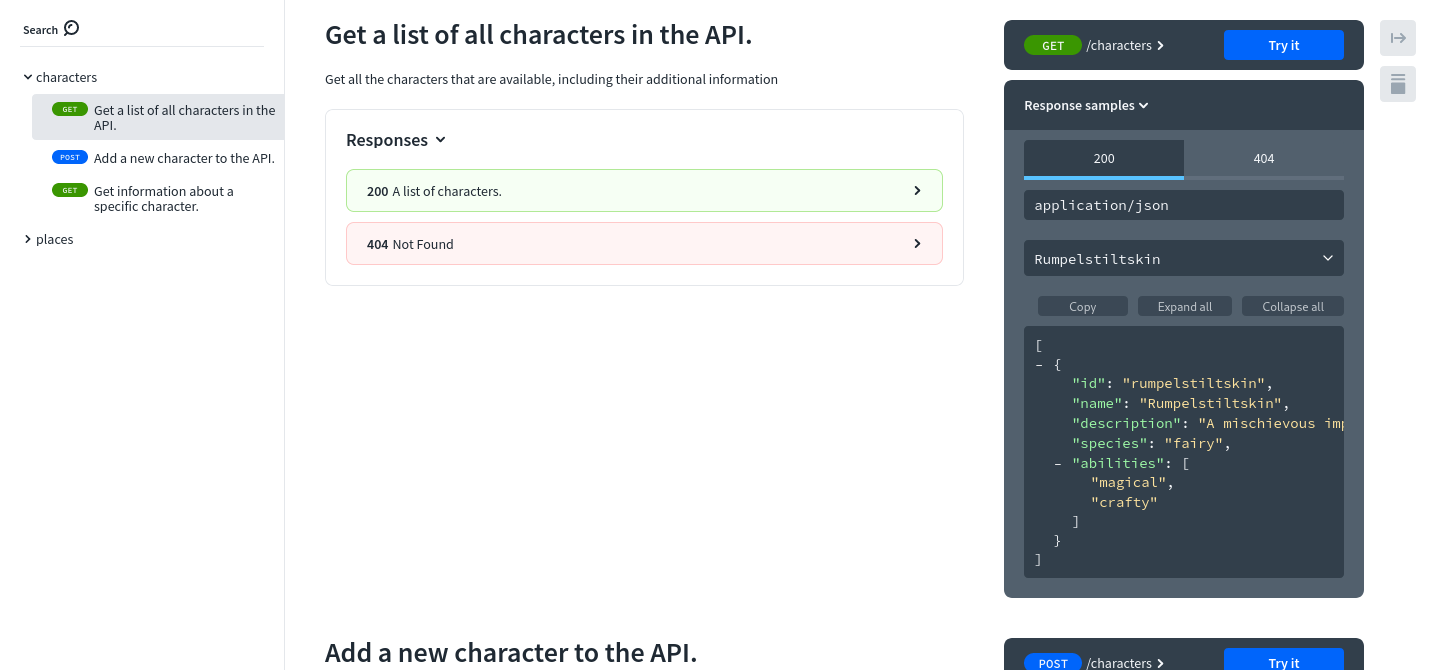 Search
characters
GET Get a list of all characters in the
API.
POST Add a new character to the API.
GET Get information about a
specific character.
places
Get a list of all characters in the API.
Get all the characters that are available, including their additional information
Responses
200 A list of characters.
404 Not Found
GET /characters Try it
Response samples
200 404
application/json
Rumpelstiltskin
Copy Expand all Collapse all
[
- {
"id": "rumpelstiltskin",
"name": "Rumpelstiltskin",
"description": "A mischievous imp
"species": "fairy",
- "abilities": [
"magical",
"crafty"
]
}
]
Add a new character to the API.
POST /characters Try it